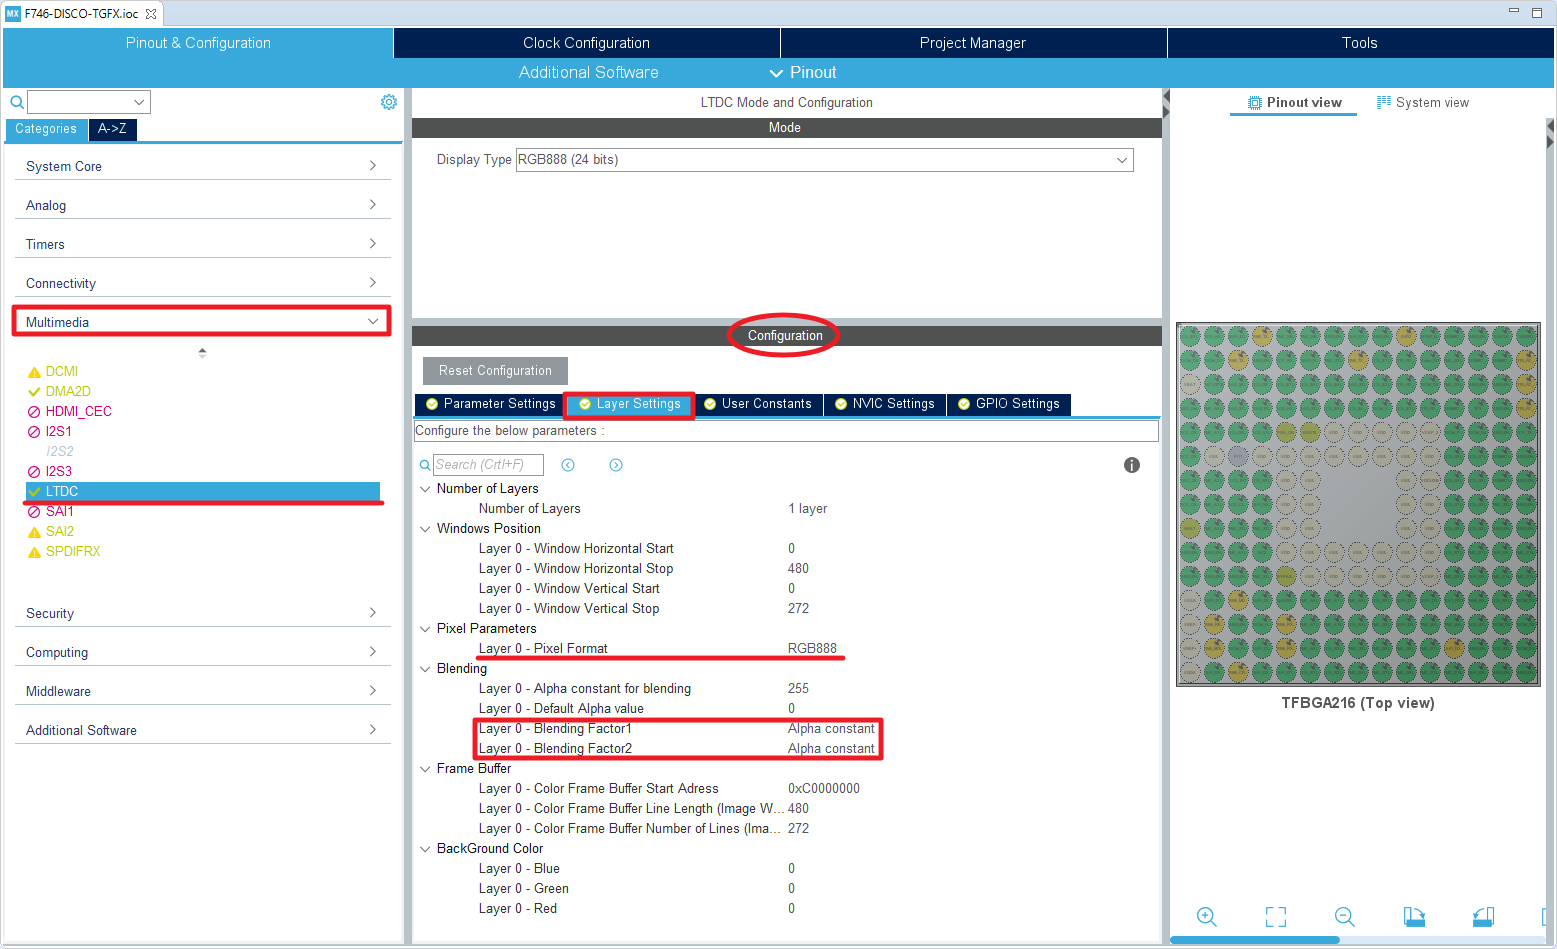 MX F746-DISCO-TGFX.ioc
Pinout & Configuration
Clock Configuration
Project Manager
Tools
Additional Software
Pinout
Categories
A->Z
System Core
Analog
Timers
Connectivity
Multimedia
DCMI
DMA2D
HDMI_CEC
I2S1
I2S2
I2S3
LTDC
SAI1
SAI2
SPDIFRX
Security
Computing
Middleware
Additional Software
LTDC Mode and Configuration
Mode
Display Type RGB888 (24 bits)
Configuration
Reset Configuration
Parameter Settings
Layer Settings
User Constants
NVIC Settings
GPIO Settings
Configure the below parameters :
Search (Crtl+F)
Number of Layers
Number of Layers 1 layer
Windows Position
Layer 0 - Window Horizontal Start 0
Layer 0 - Window Horizontal Stop 480
Layer 0 - Window Vertical Start 0
Layer 0 - Window Vertical Stop 272
Pixel Parameters
Layer 0 - Pixel Format RGB888
Blending
Layer 0 - Alpha constant for blending 255
Layer 0 - Default Alpha value 0
Layer 0 - Blending Factor1 Alpha constant
Layer 0 - Blending Factor2 Alpha constant
Frame Buffer
Layer 0 - Color Frame Buffer Start Adress 0xC0000000
Layer 0 - Color Frame Buffer Line Length (Image W... 480
Layer 0 - Color Frame Buffer Number of Lines (Ima... 272
BackGround Color
Layer 0 - Blue 0
Layer 0 - Green 0
Layer 0 - Red 0
Pinout view
System view
TFBGA216 (Top view)